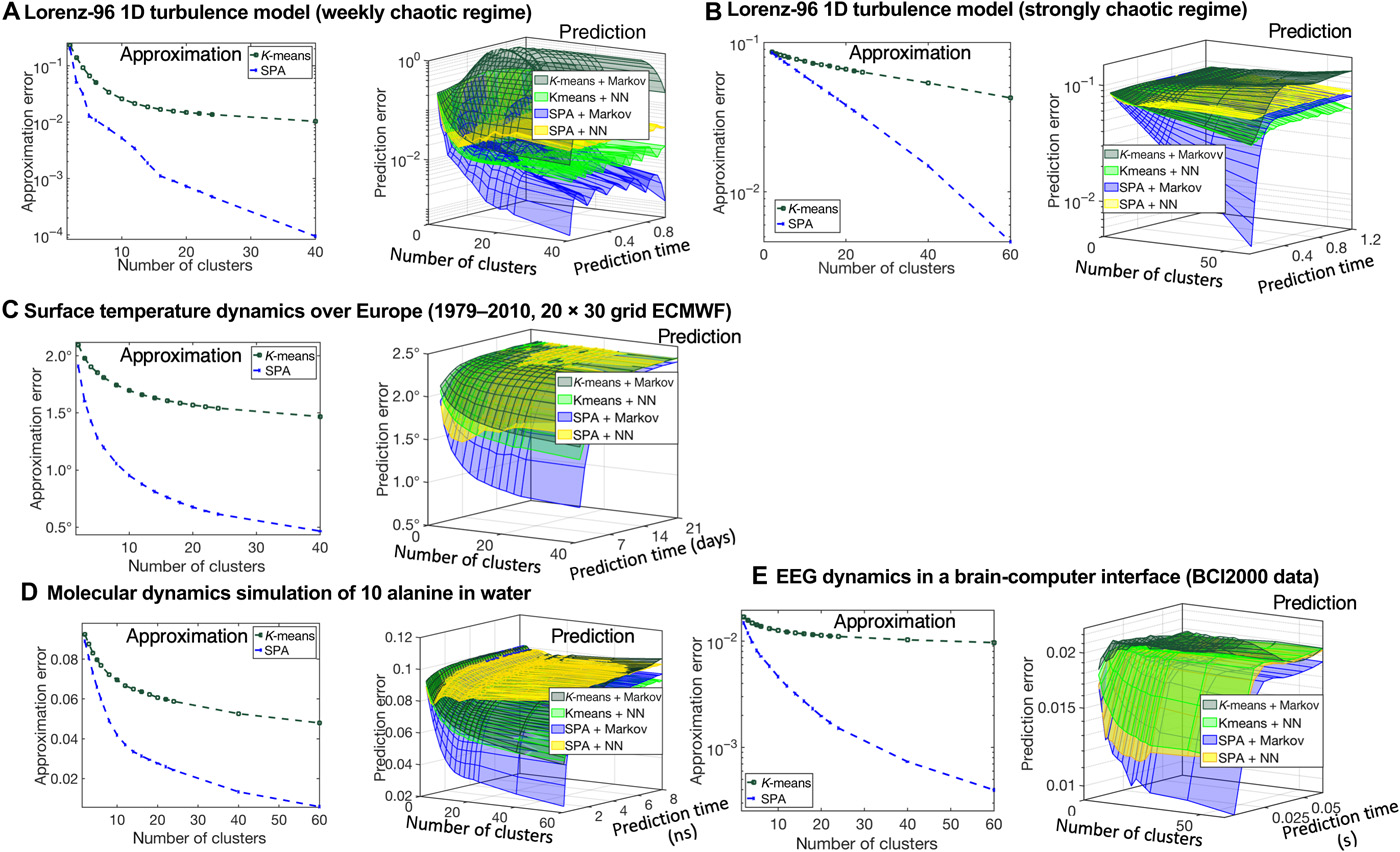 A Lorenz-96 1D turbulence model (weekly chaotic regime)
Approximation
K-means
SPA
Approximation error
10⁻¹
10⁻²
10⁻³
10⁻⁴
10 20 30 40
Number of clusters
Prediction
K-means + Markov
Kmeans + NN
SPA + Markov
SPA + NN
Prediction error
10⁰
10⁻²
0 20 40
Number of clusters
0.4 0.8
Prediction time
B Lorenz-96 1D turbulence model (strongly chaotic regime)
Approximation
K-means
SPA
Approximation error
10⁻¹
10⁻²
0 20 40 60
Number of clusters
Prediction
K-means + Markovv
Kmeans + NN
SPA + Markov
SPA + NN
Prediction error
10⁻¹
10⁻²
0 50
Number of clusters
0.4 0.8 1.2
Prediction time
C Surface temperature dynamics over Europe (1979–2010, 20 × 30 grid ECMWF)
Approximation
K-means
SPA
Approximation error
2.0°
1.5°
1.0°
0.5°
10 20 30 40
Number of clusters
Prediction
K-means + Markov
Kmeans + NN
SPA + Markov
SPA + NN
Prediction error
2.5°
2.0°
1.5°
1.0°
0.5°
0 20 40
Number of clusters
7 14 21
Prediction time (days)
D Molecular dynamics simulation of 10 alanine in water
Approximation
K-means
SPA
Approximation error
0.08
0.06
0.04
0.02
10 20 30 40 50 60
Number of clusters
Prediction
K-means + Markov
Kmeans + NN
SPA + Markov
SPA + NN
Prediction error
0.12
0.1
0.08
0.06
0.04
0.02
0 20 40 60
Number of clusters
2 4 6 8
Prediction time
(ns)
E EEG dynamics in a brain-computer interface (BCI2000 data)
Approximation
K-means
SPA
Approximation error
10⁻²
10⁻³
10 20 30 40 50 60
Number of clusters
Prediction
K-means + Markov
Kmeans + NN
SPA + Markov
SPA + NN
Prediction error
0.02
0.015
0.01
0 50
Number of clusters
0.025 0.05
Prediction time
(s)